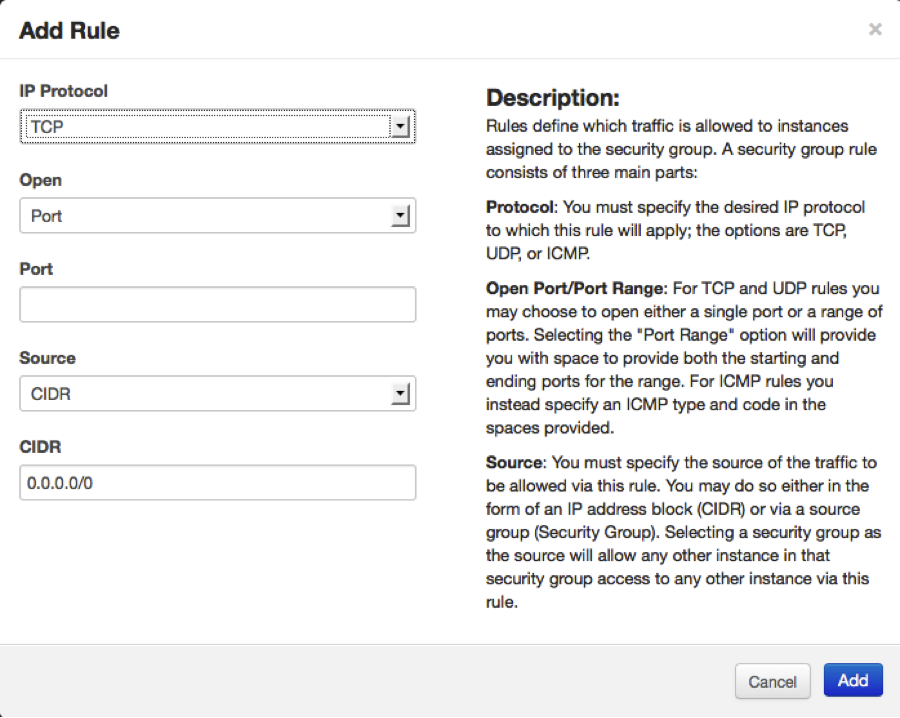 Add Rule
×
IP Protocol
TCP
Open
Port
Port
Source
CIDR
CIDR
0.0.0.0/0
Description:
Rules define which traffic is allowed to instances
assigned to the security group. A security group rule
consists of three main parts:
Protocol: You must specify the desired IP protocol
to which this rule will apply; the options are TCP,
UDP, or ICMP.
Open Port/Port Range: For TCP and UDP rules you
may choose to open either a single port or a range of
ports. Selecting the "Port Range" option will provide
you with space to provide both the starting and
ending ports for the range. For ICMP rules you
instead specify an ICMP type and code in the
spaces provided.
Source: You must specify the source of the traffic to
be allowed via this rule. You may do so either in the
form of an IP address block (CIDR) or via a source
group (Security Group). Selecting a security group as
the source will allow any other instance in that
security group access to any other instance via this
rule.
Cancel
Add